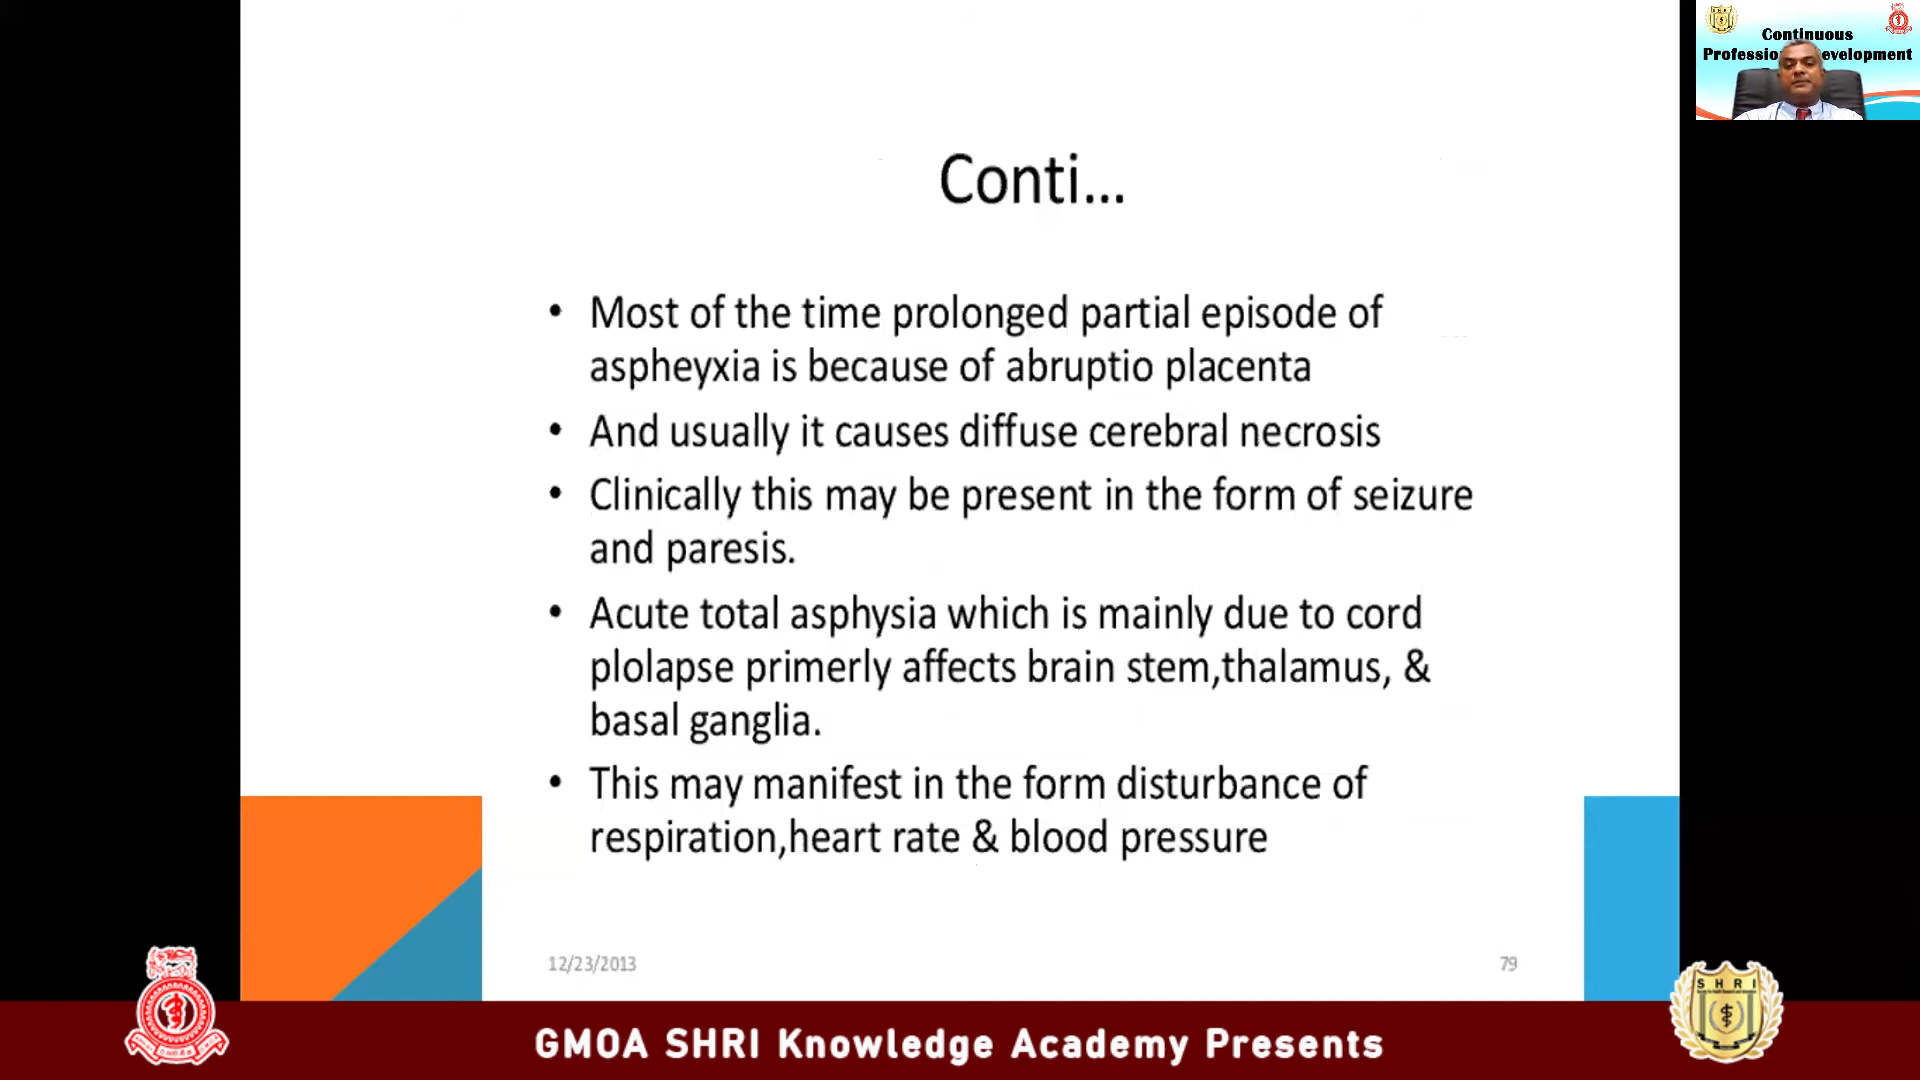 Continuous
Professio evelopment
Conti...
• Most of the time prolonged partial episode of
aspheyxia is because of abruptio placenta
• And usually it causes diffuse cerebral necrosis
• Clinically this may be present in the form of seizure
and paresis.
• Acute total asphysia which is mainly due to cord
plolapse primerly affects brain stem,thalamus, &
basal ganglia.
• This may manifest in the form disturbance of
respiration,heart rate & blood pressure
12/23/2013
79
SHRI
GMOA SHRI Knowledge Academy Presents